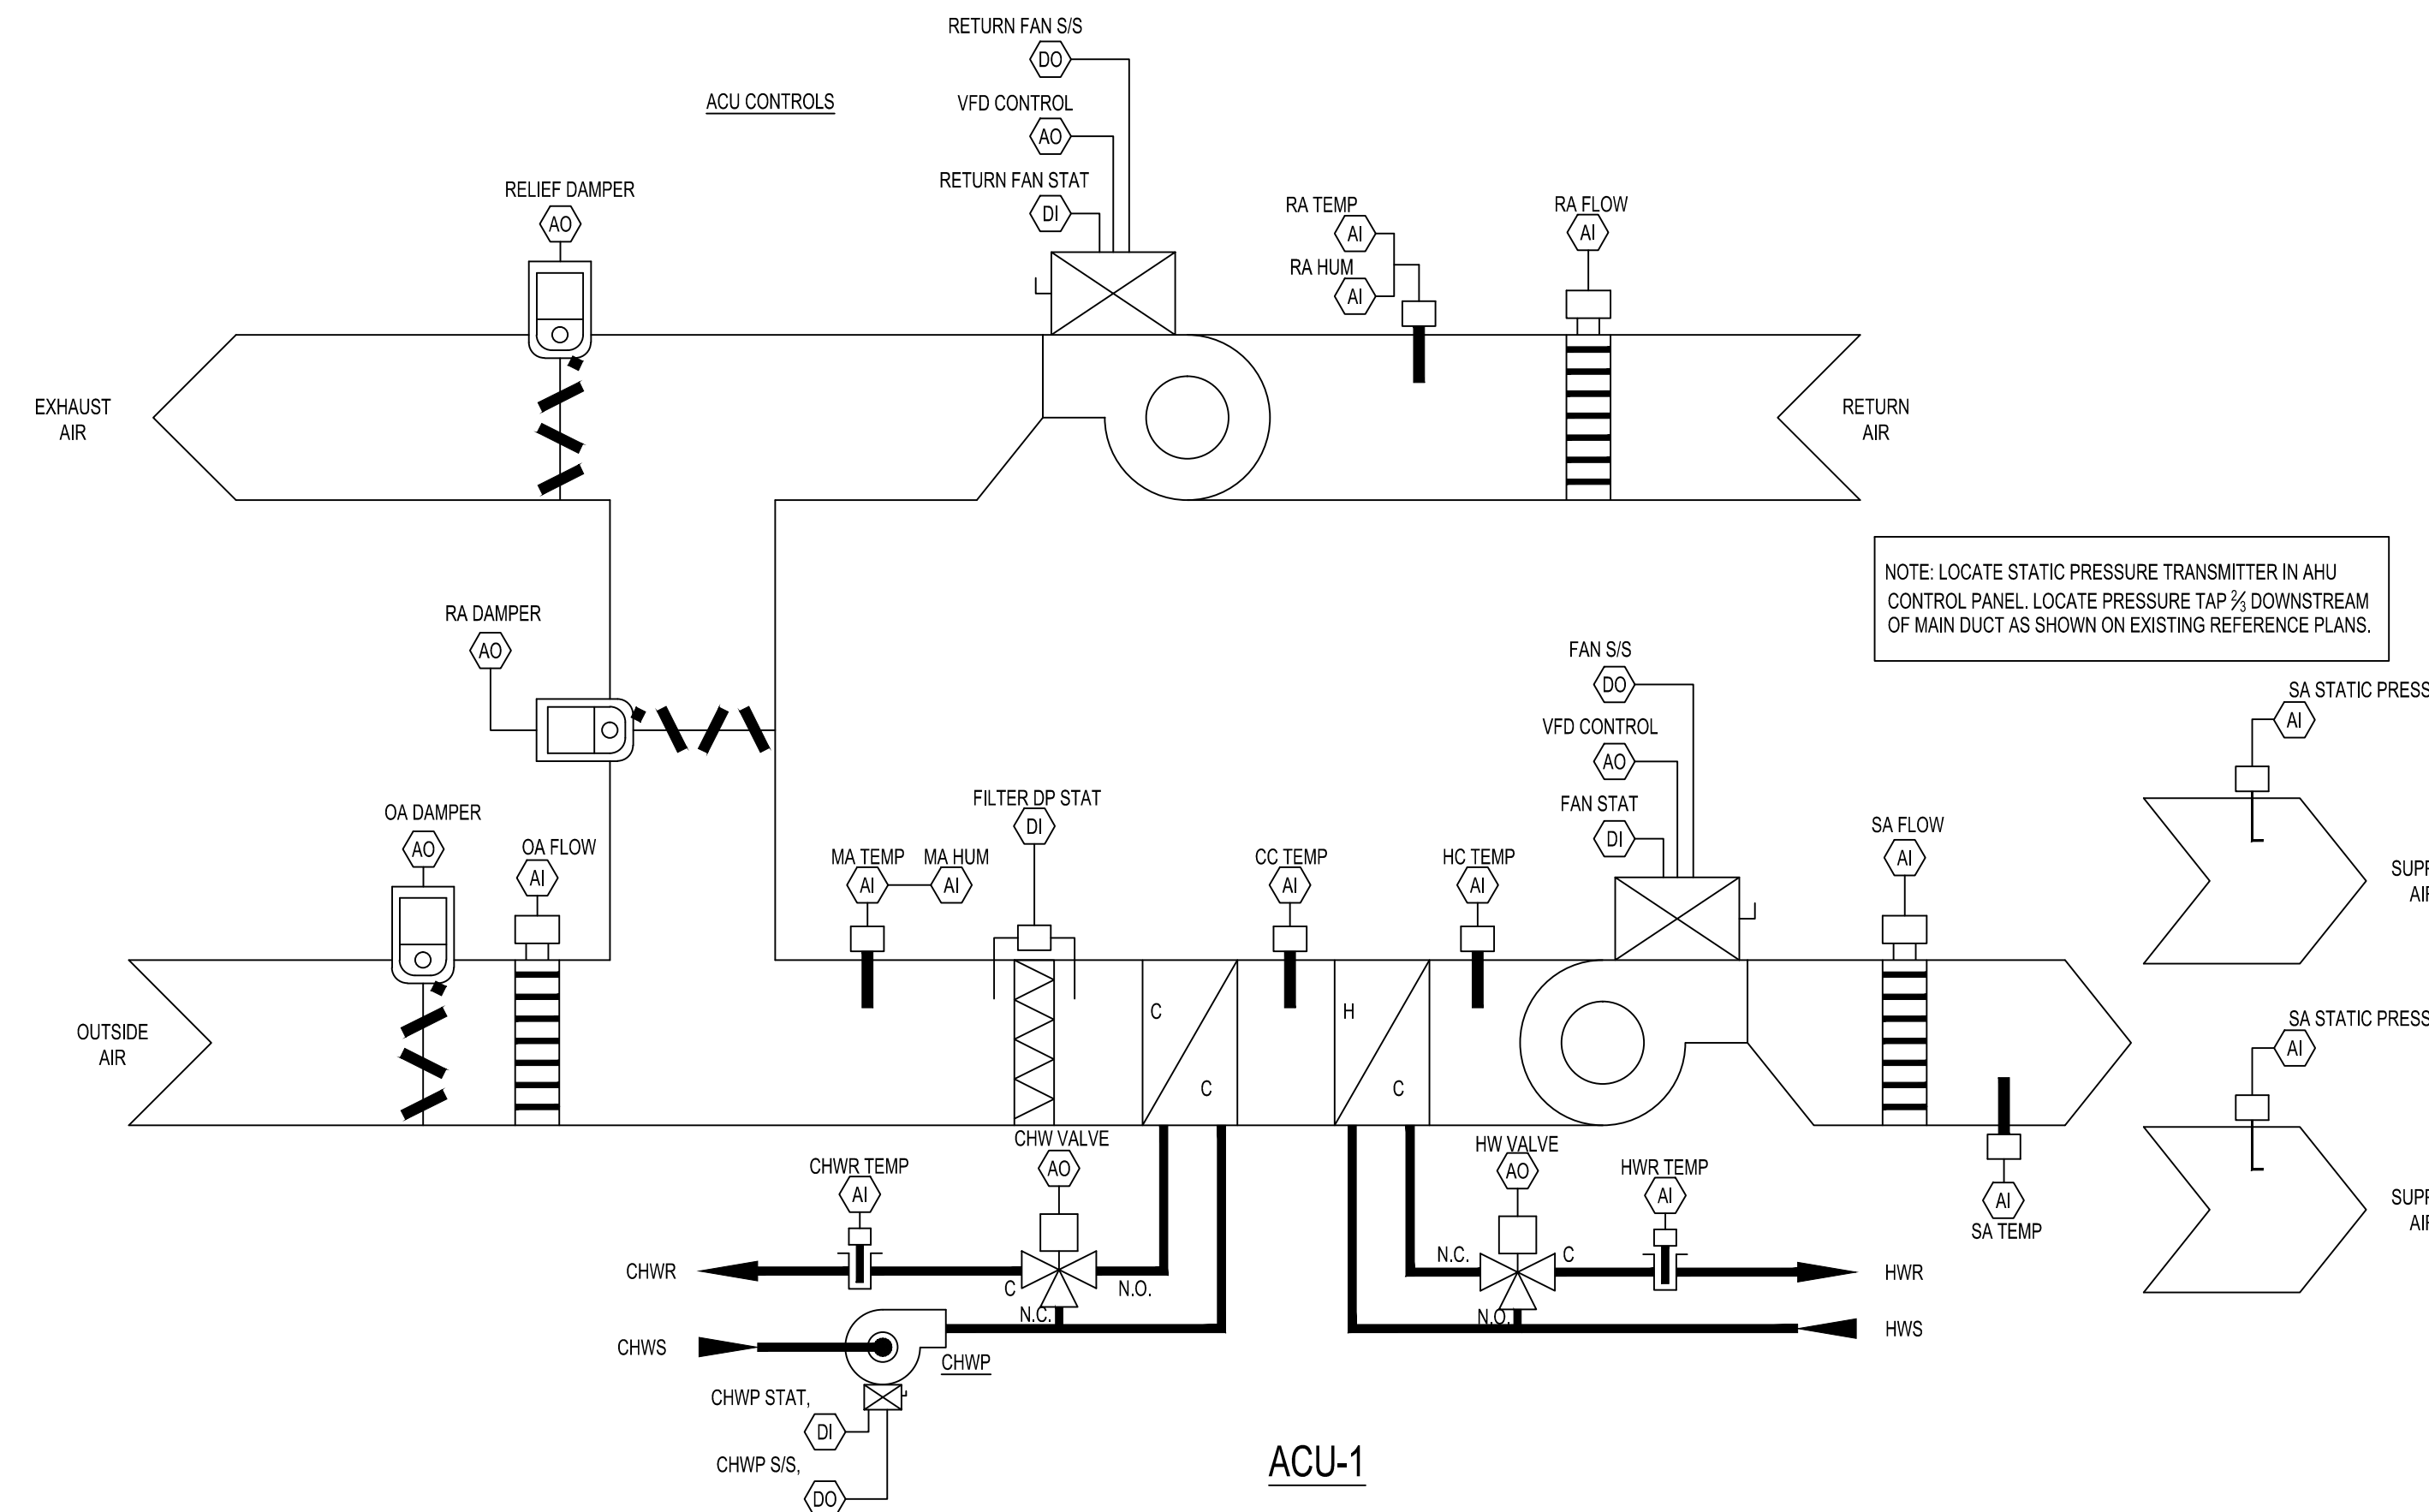 RETURN FAN S/S
DO
ACU CONTROLS
VFD CONTROL
AO
RETURN FAN STAT
DI
RELIEF DAMPER
AO
RA TEMP
AI
RA HUM
AI
RA FLOW
AI
EXHAUST
AIR
RETURN
AIR
NOTE: LOCATE STATIC PRESSURE TRANSMITTER IN AHU
CONTROL PANEL. LOCATE PRESSURE TAP 2/3 DOWNSTREAM
OF MAIN DUCT AS SHOWN ON EXISTING REFERENCE PLANS.
RA DAMPER
AO
FAN S/S
DO
VFD CONTROL
AO
FAN STAT
DI
SA STATIC PRESS
AI
OA DAMPER
AO
OA FLOW
AI
MA TEMP
AI
MA HUM
AI
FILTER DP STAT
DI
CC TEMP
AI
HC TEMP
AI
SA FLOW
AI
OUTSIDE
AIR
C
C
H
C
SA STATIC PRESS
AI
CHWR TEMP
AI
CHW VALVE
AO
HW VALVE
AO
HWR TEMP
AI
AI
SA TEMP
CHWR
C
N.O.
N.C.
N.C.
C
N.O.
HWR
CHWS
CHWP
HWS
CHWP STAT,
DI
CHWP S/S,
DO
ACU-1